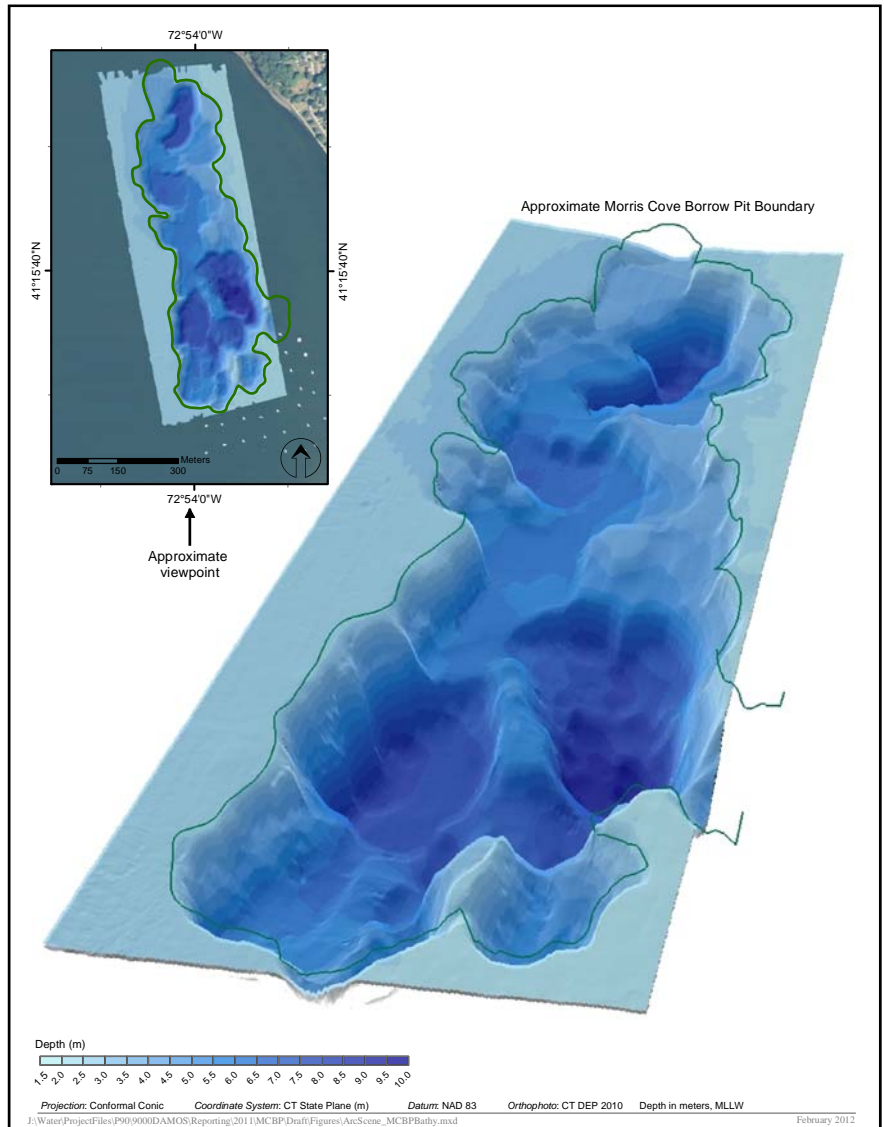 72°54'0"W
41°15'40"N
41°15'40"N
Meters
0 75 150 300
72°54'0"W
Approximate
viewpoint
Approximate Morris Cove Borrow Pit Boundary
Depth (m)
1.5 2.0 2.5 3.0 3.5 4.0 4.5 5.0 5.5 6.0 6.5 7.0 7.5 8.0 8.5 9.0 9.5 10.0
Projection: Conformal Conic Coordinate System: CT State Plane (m) Datum: NAD 83 Orthophoto: CT DEP 2010 Depth in meters, MLLW
J:\Water\ProjectFiles\P90\9000DAMOS\Reporting\2011\MCBP\Draft\Figures\ArcScene_MCBPBathy.mxd February 2012